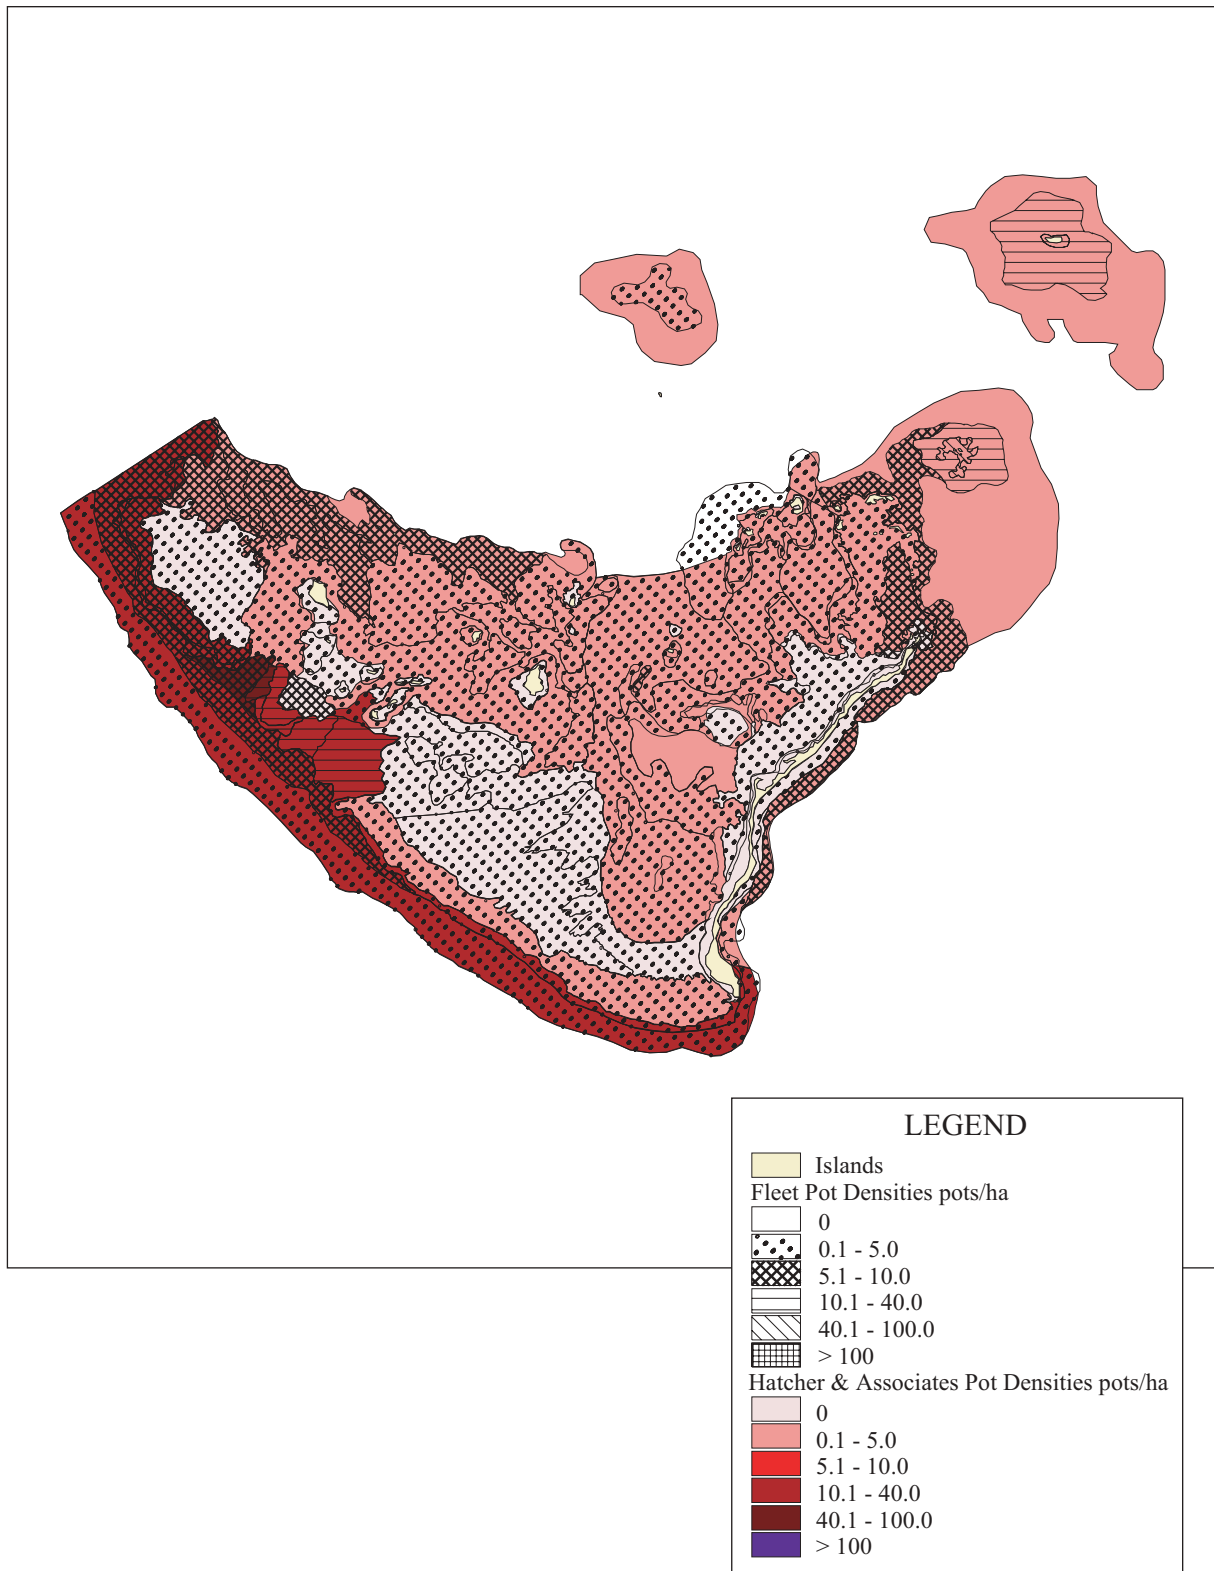 LEGEND
Islands
Fleet Pot Densities pots/ha
0
0.1 - 5.0
5.1 - 10.0
10.1 - 40.0
40.1 - 100.0
> 100
Hatcher & Associates Pot Densities pots/ha
0
0.1 - 5.0
5.1 - 10.0
10.1 - 40.0
40.1 - 100.0
> 100